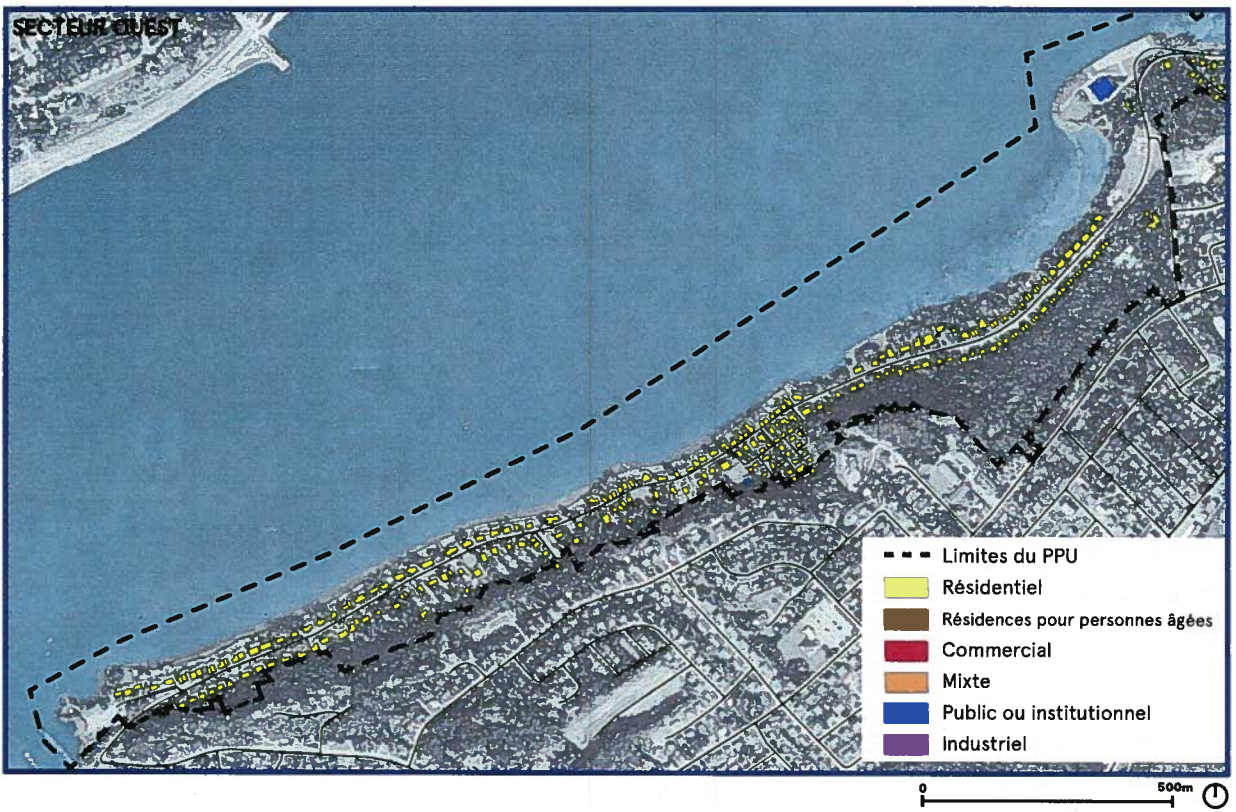 SECTEUR OUEST
Limites du PPU
Résidentiel
Résidences pour personnes âgées
Commercial
Mixte
Public ou institutionnel
Industriel
0 500m